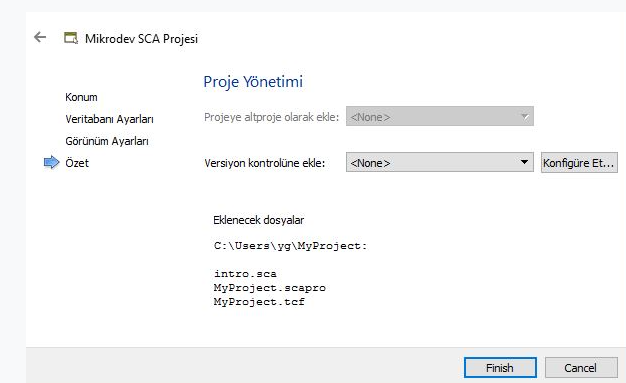 Mikrodev SCA Projesi
Proje Yönetimi
Konum
Veritabanı Ayarları
Görünüm Ayarları
Özet
Projeye altproje olarak ekle: <None>
Versiyon kontrolüne ekle: <None> Konfigüre Et...
Eklenecek dosyalar
C:\Users\yg\MyProject:
intro.sca
MyProject.scapro
MyProject.tcf
Finish Cancel